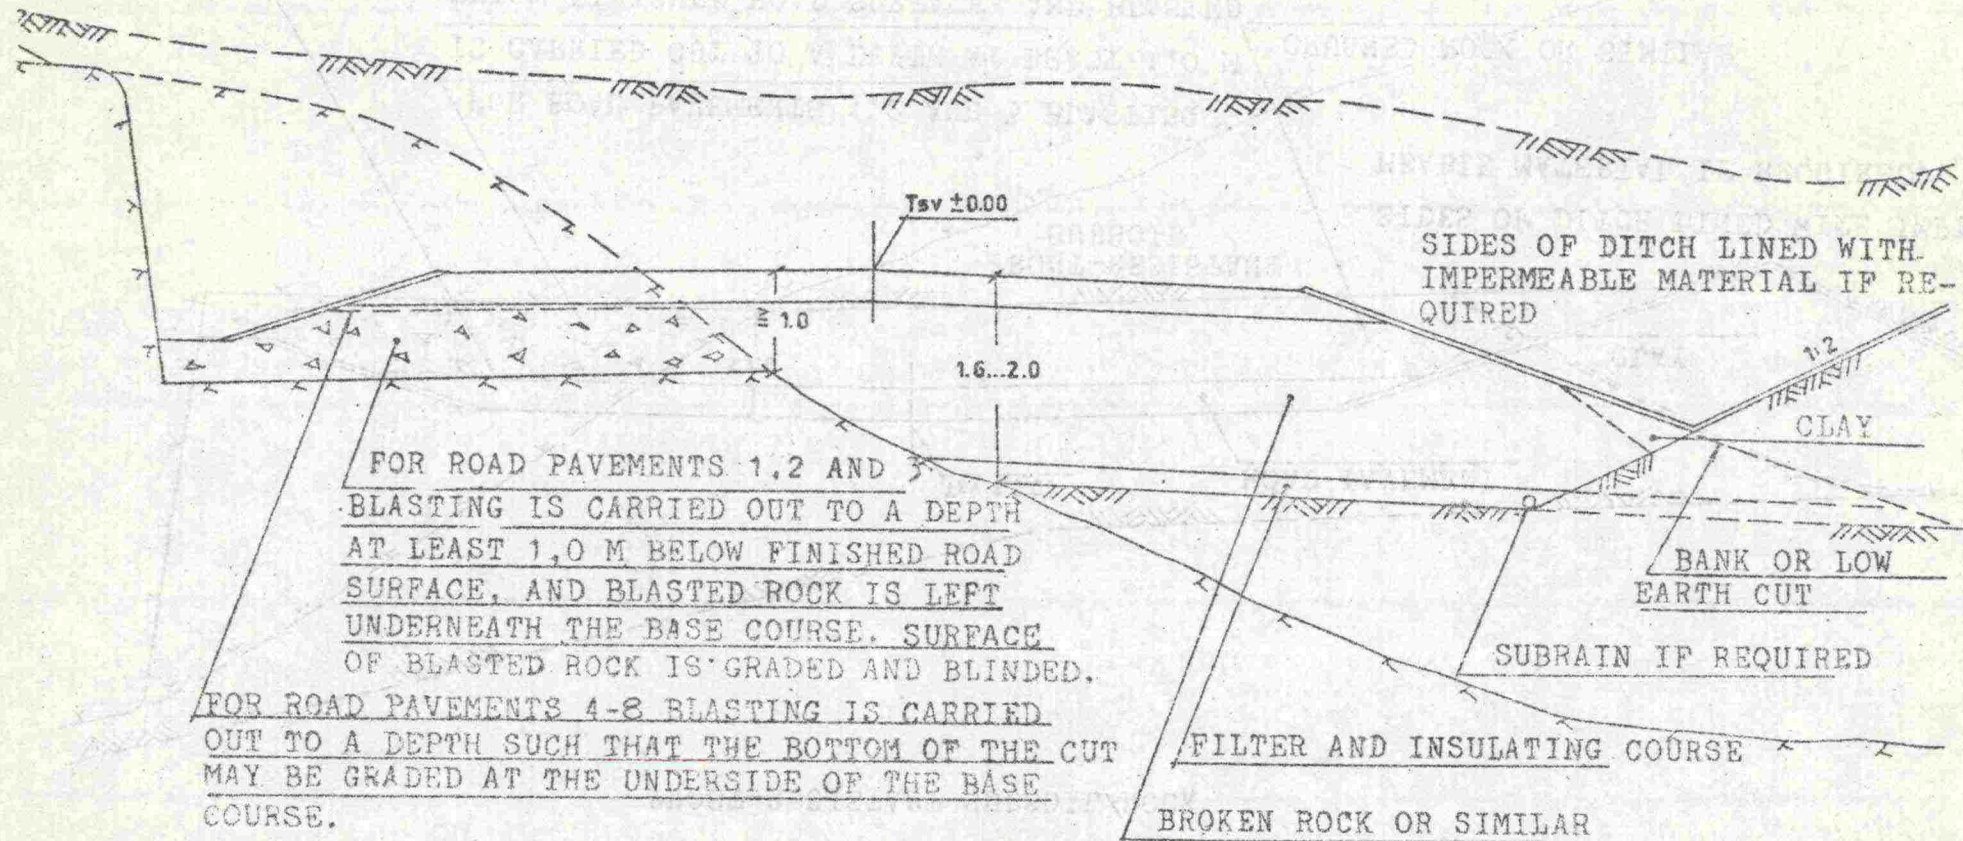 Tsv ±0.00
SIDES OF DITCH LINED WITH
IMPERMEABLE MATERIAL IF RE-
QUIRED
≧ 1.0
1:2
1.6...2.0
CLAY
FOR ROAD PAVEMENTS 1,2 AND 3
BLASTING IS CARRIED OUT TO A DEPTH
AT LEAST 1,0 M BELOW FINISHED ROAD
SURFACE, AND BLASTED ROCK IS LEFT
UNDERNEATH THE BASE COURSE. SURFACE
OF BLASTED ROCK IS GRADED AND BLINDED.
BANK OR LOW
EARTH CUT
SUBRAIN IF REQUIRED
FOR ROAD PAVEMENTS 4-8 BLASTING IS CARRIED
OUT TO A DEPTH SUCH THAT THE BOTTOM OF THE CUT
MAY BE GRADED AT THE UNDERSIDE OF THE BASE
COURSE.
FILTER AND INSULATING COURSE
BROKEN ROCK OR SIMILAR